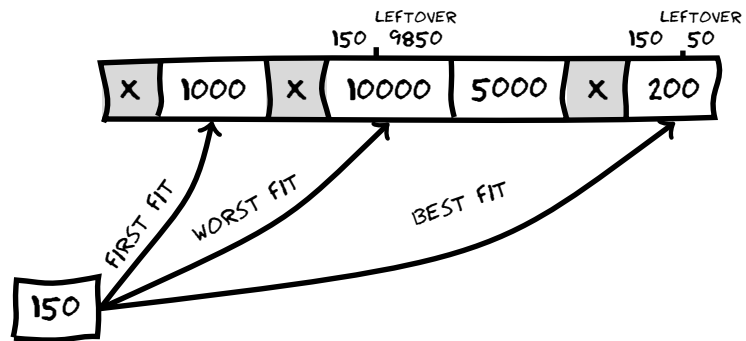 LEFTOVER LEFTOVER
150 9850 150 50
X 1000 X 10000 5000 X 200
FIRST FIT
WORST FIT
BEST FIT
150